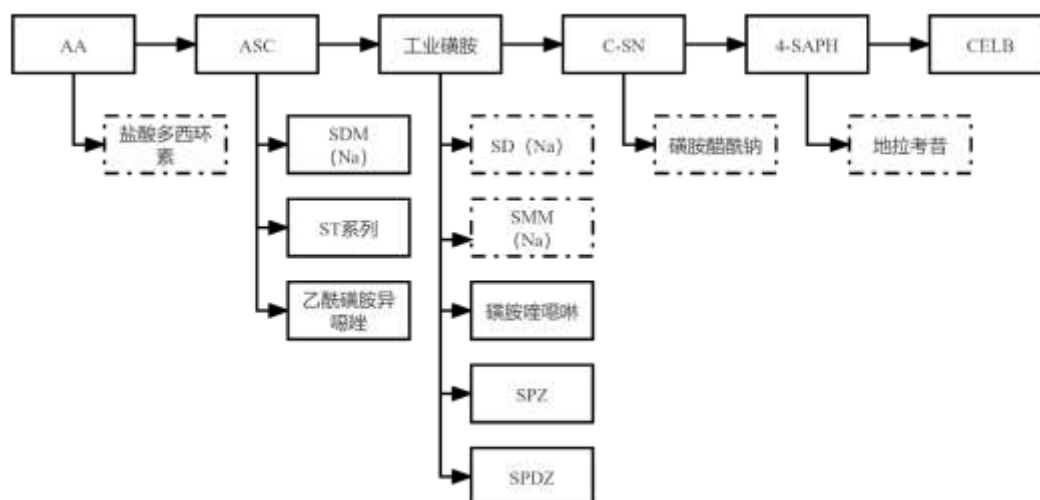 AA
ASC
工业磺胺
C-SN
4-SAPH
CELB
盐酸多西环
素
SDM
（Na）
SD（Na）
磺胺醋酰钠
地拉考昔
ST系列
SMM
（Na）
乙酰磺胺异
噁唑
磺胺喹噁啉
SPZ
SPDZ